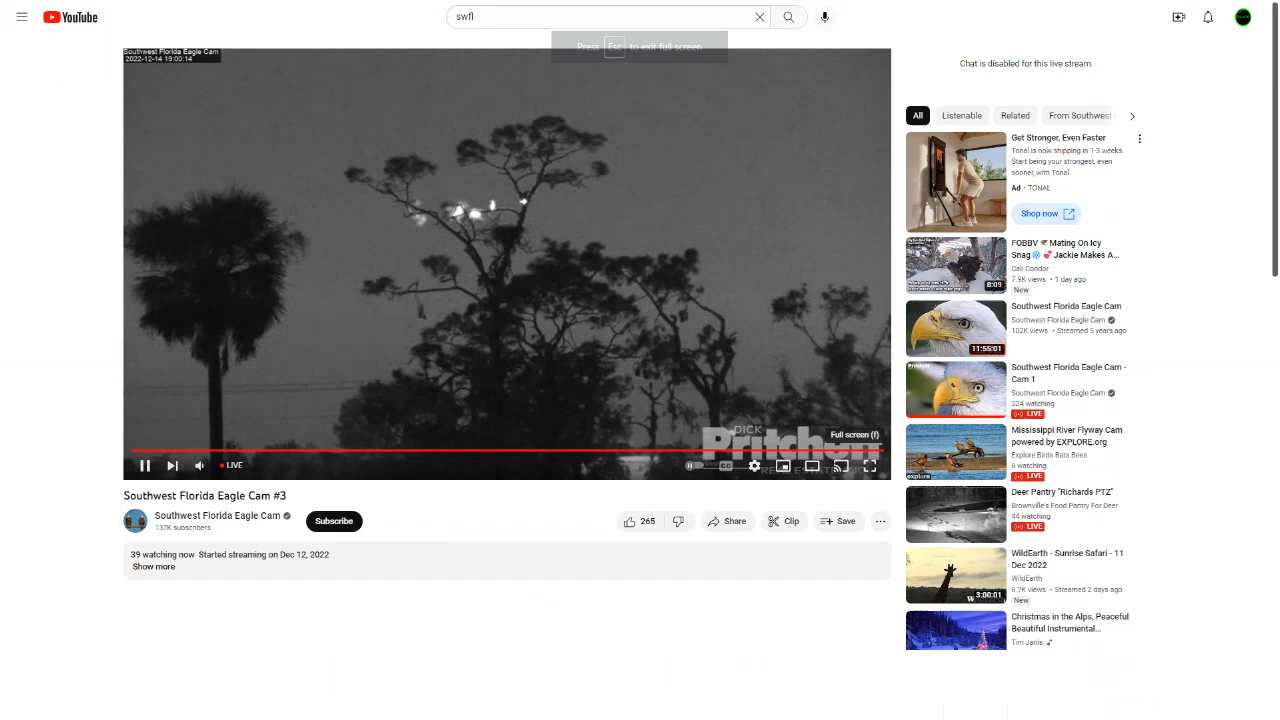 YouTube
swfl
Press Esc to exit full screen
Southwest Florida Eagle Cam
2022-12-14 19:00:14
DICK
Full screen (f)
LIVE
Southwest Florida Eagle Cam #3
Southwest Florida Eagle Cam
137K subscribers
Subscribe
265
Share
Clip
Save
39 watching now Started streaming on Dec 12, 2022
Show more
Chat is disabled for this live stream.
All
Listenable
Related
From Southwest
Get Stronger, Even Faster
Tonal is now shipping in 1-3 weeks.
Start being your strongest, even
sooner, with Tonal.
Ad · TONAL
Shop now
8:09
FOBBV Mating On Icy
Snag Jackie Makes A...
Cali Condor
7.9K views • 1 day ago
New
11:55:01
Southwest Florida Eagle Cam
Southwest Florida Eagle Cam
102K views • Streamed 5 years ago
Pritchett
Southwest Florida Eagle Cam -
Cam 1
Southwest Florida Eagle Cam
224 watching
LIVE
explore
Mississippi River Flyway Cam
powered by EXPLORE.org
Explore Birds Bats Bees
6 watching
LIVE
Deer Pantry "Richards PTZ"
Brownville's Food Pantry For Deer
44 watching
LIVE
3:00:01
WildEarth - Sunrise Safari - 11
Dec 2022
WildEarth
6.7K views • Streamed 2 days ago
New
Christmas in the Alps, Peaceful
Beautiful Instrumental...
Tim Janis